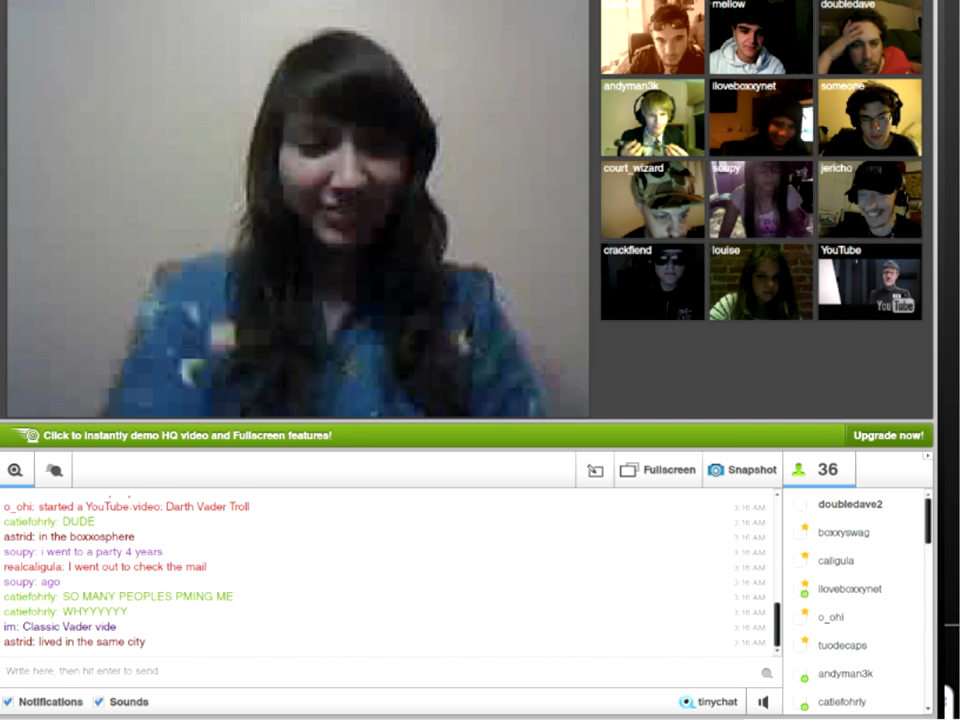 mellow
doubledave
andyman3k
iloveboxxynet
someone
court_wizard
soupy
jericho
crackfiend
louise
YouTube
YouTube
Click to instantly demo HQ video and Fullscreen features!
Upgrade now!
Fullscreen
Snapshot
36
o_ohi: started a YouTube video: Darth Vader Troll
3:16 AM
catiefohrly: DUDE
3:16 AM
astrid: in the boxxosphere
3:16 AM
soupy: i went to a party 4 years
3:16 AM
realcaligula: I went out to check the mail
3:16 AM
soupy: ago
3:16 AM
catiefohrly: SO MANY PEOPLES PMING ME
3:16 AM
catiefohrly: WHYYYYYY
3:16 AM
im: Classic Vader vide
3:16 AM
astrid: lived in the same city
3:16 AM
doubledave2
boxxyswag
caligula
iloveboxxynet
o_ohi
tuodecaps
andyman3k
catiefohrly
Write here, then hit enter to send
Notifications
Sounds
tinychat